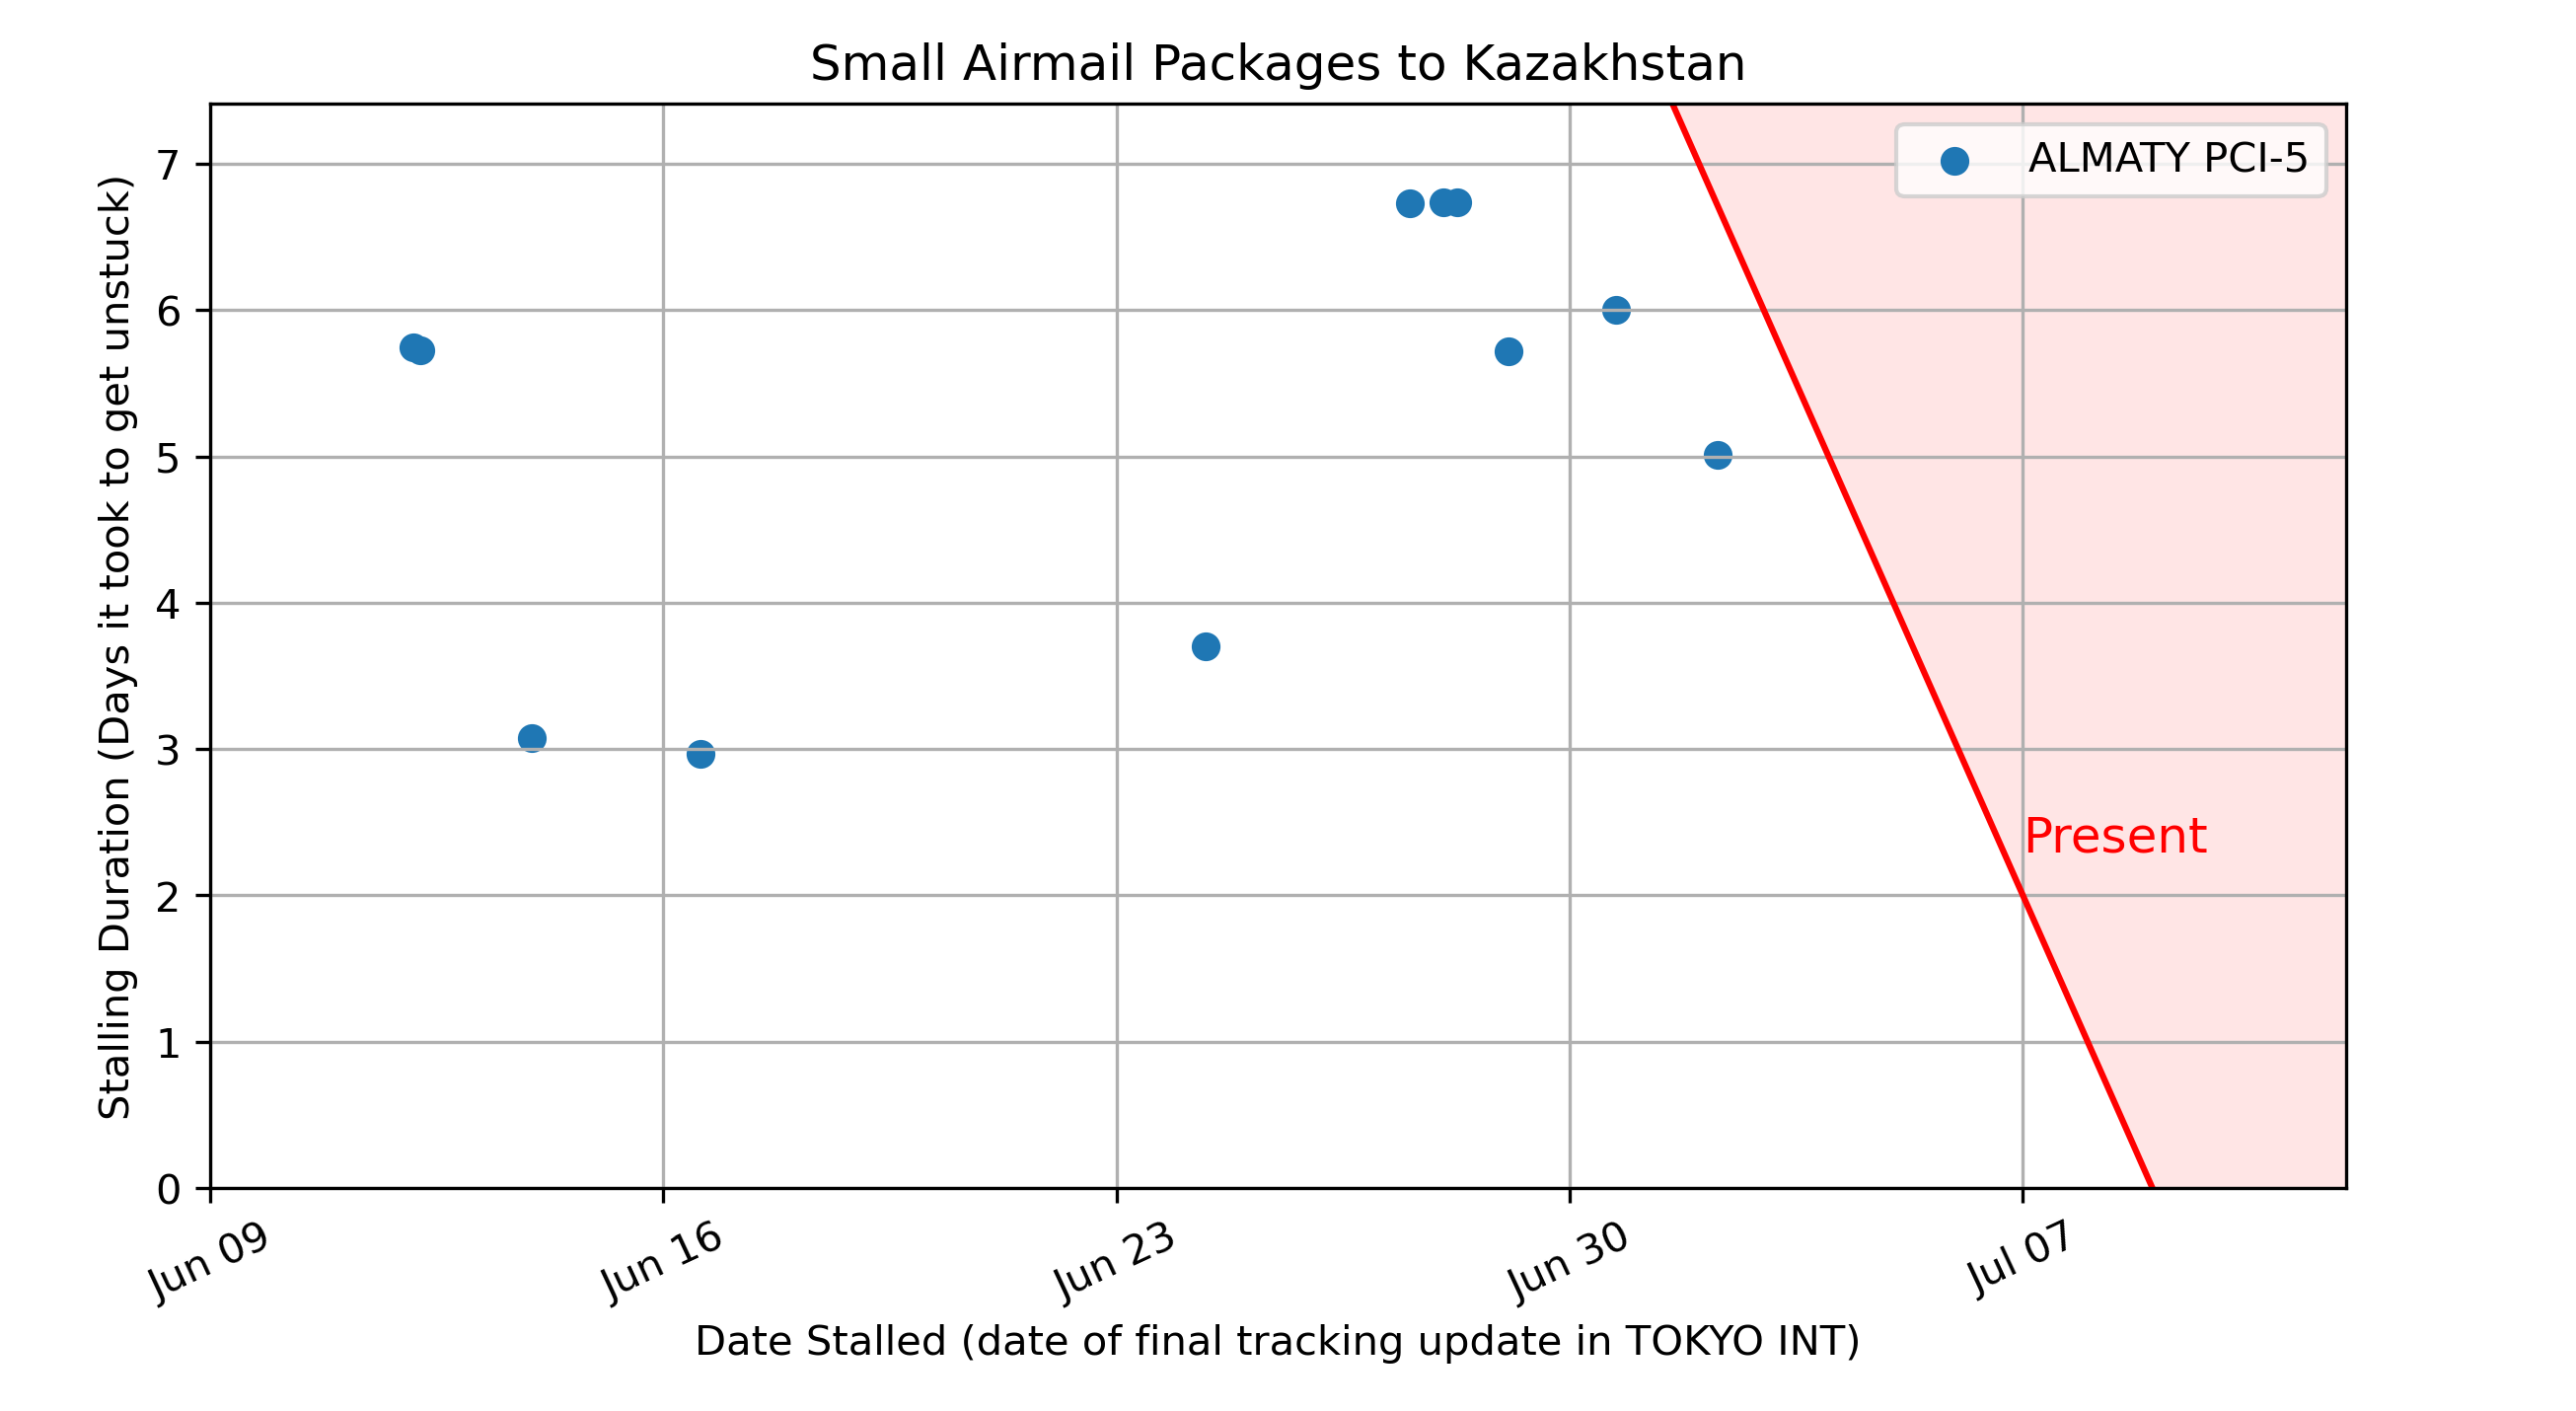 Small Airmail Packages to Kazakhstan
ALMATY PCI-5
Stalling Duration (Days it took to get unstuck)
7
6
5
4
3
2
1
0
Present
Jun 09
Jun 16
Jun 23
Jun 30
Jul 07
Date Stalled (date of final tracking update in TOKYO INT)